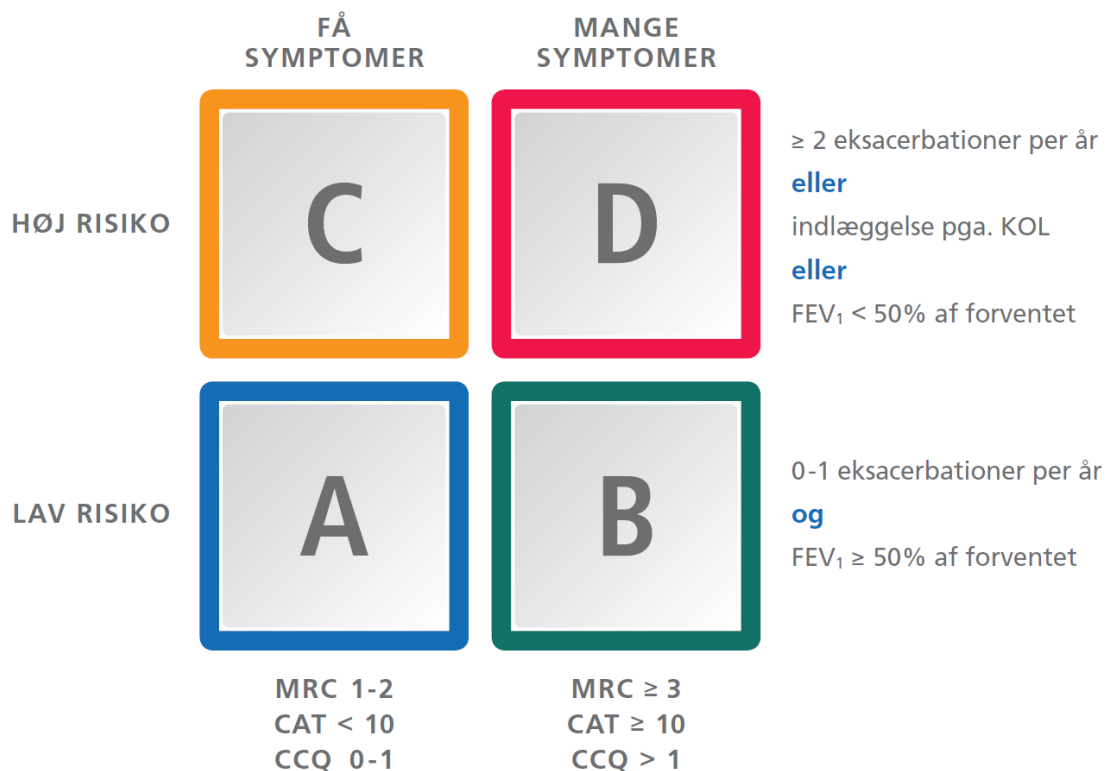 FÅ
SYMPTOMER
MANGE
SYMPTOMER
HØJ RISIKO
C
D
≥ 2 eksacerbationer per år
eller
indlæggelse pga. KOL
eller
FEV₁ < 50% af forventet
LAV RISIKO
A
B
0-1 eksacerbationer per år
og
FEV₁ ≥ 50% af forventet
MRC 1-2
CAT < 10
CCQ 0-1
MRC ≥ 3
CAT ≥ 10
CCQ > 1